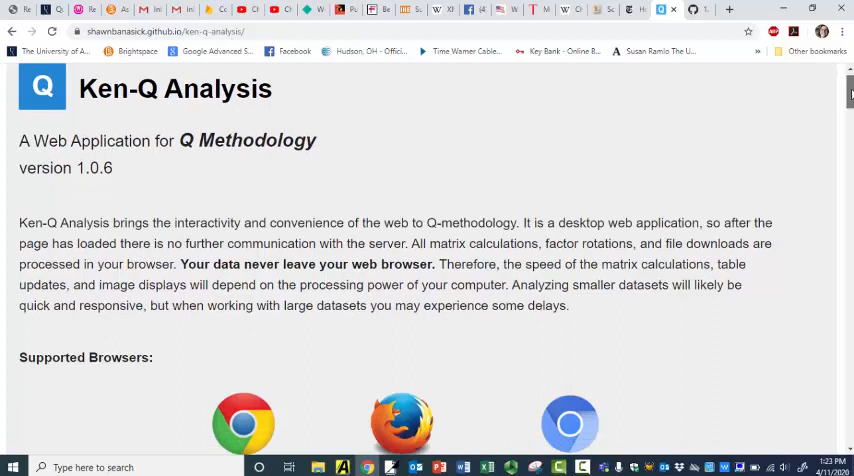 shawnbanasick.github.io/ken-q-analysis/
The University of A...
Brightspace
Google Advanced S...
Facebook
Hudson, OH - Offici...
Time Warner Cable...
Key Bank - Online B...
Susan Ramlo The U...
»
Other bookmarks
Q
Ken-Q Analysis
A Web Application for Q Methodology
version 1.0.6
Ken-Q Analysis brings the interactivity and convenience of the web to Q-methodology. It is a desktop web application, so after the
page has loaded there is no further communication with the server. All matrix calculations, factor rotations, and file downloads are
processed in your browser. Your data never leave your web browser. Therefore, the speed of the matrix calculations, table
updates, and image displays will depend on the processing power of your computer. Analyzing smaller datasets will likely be
quick and responsive, but when working with large datasets you may experience some delays.
Supported Browsers:
Type here to search
1:23 PM
4/11/2020